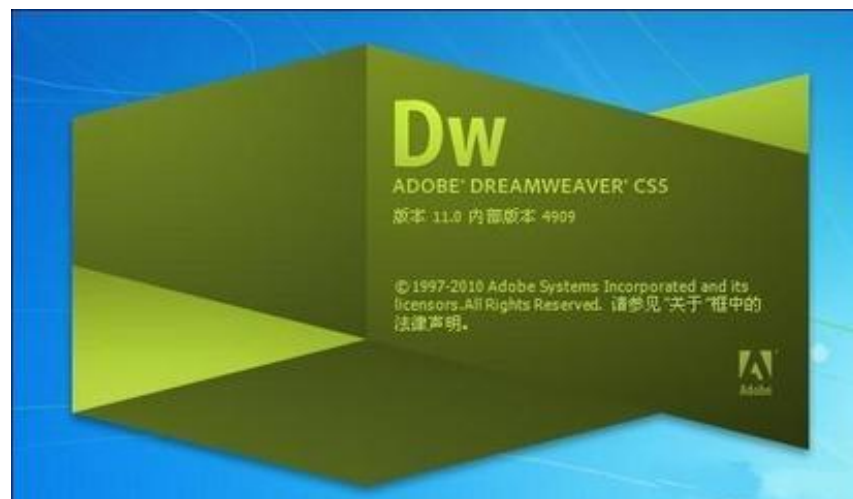 Dw
ADOBE® DREAMWEAVER® CS5
版本 11.0 内部版本 4909
© 1997-2010 Adobe Systems Incorporated and its
licensors.All Rights Reserved. 请参见“关于”框中的
法律声明。
Adobe